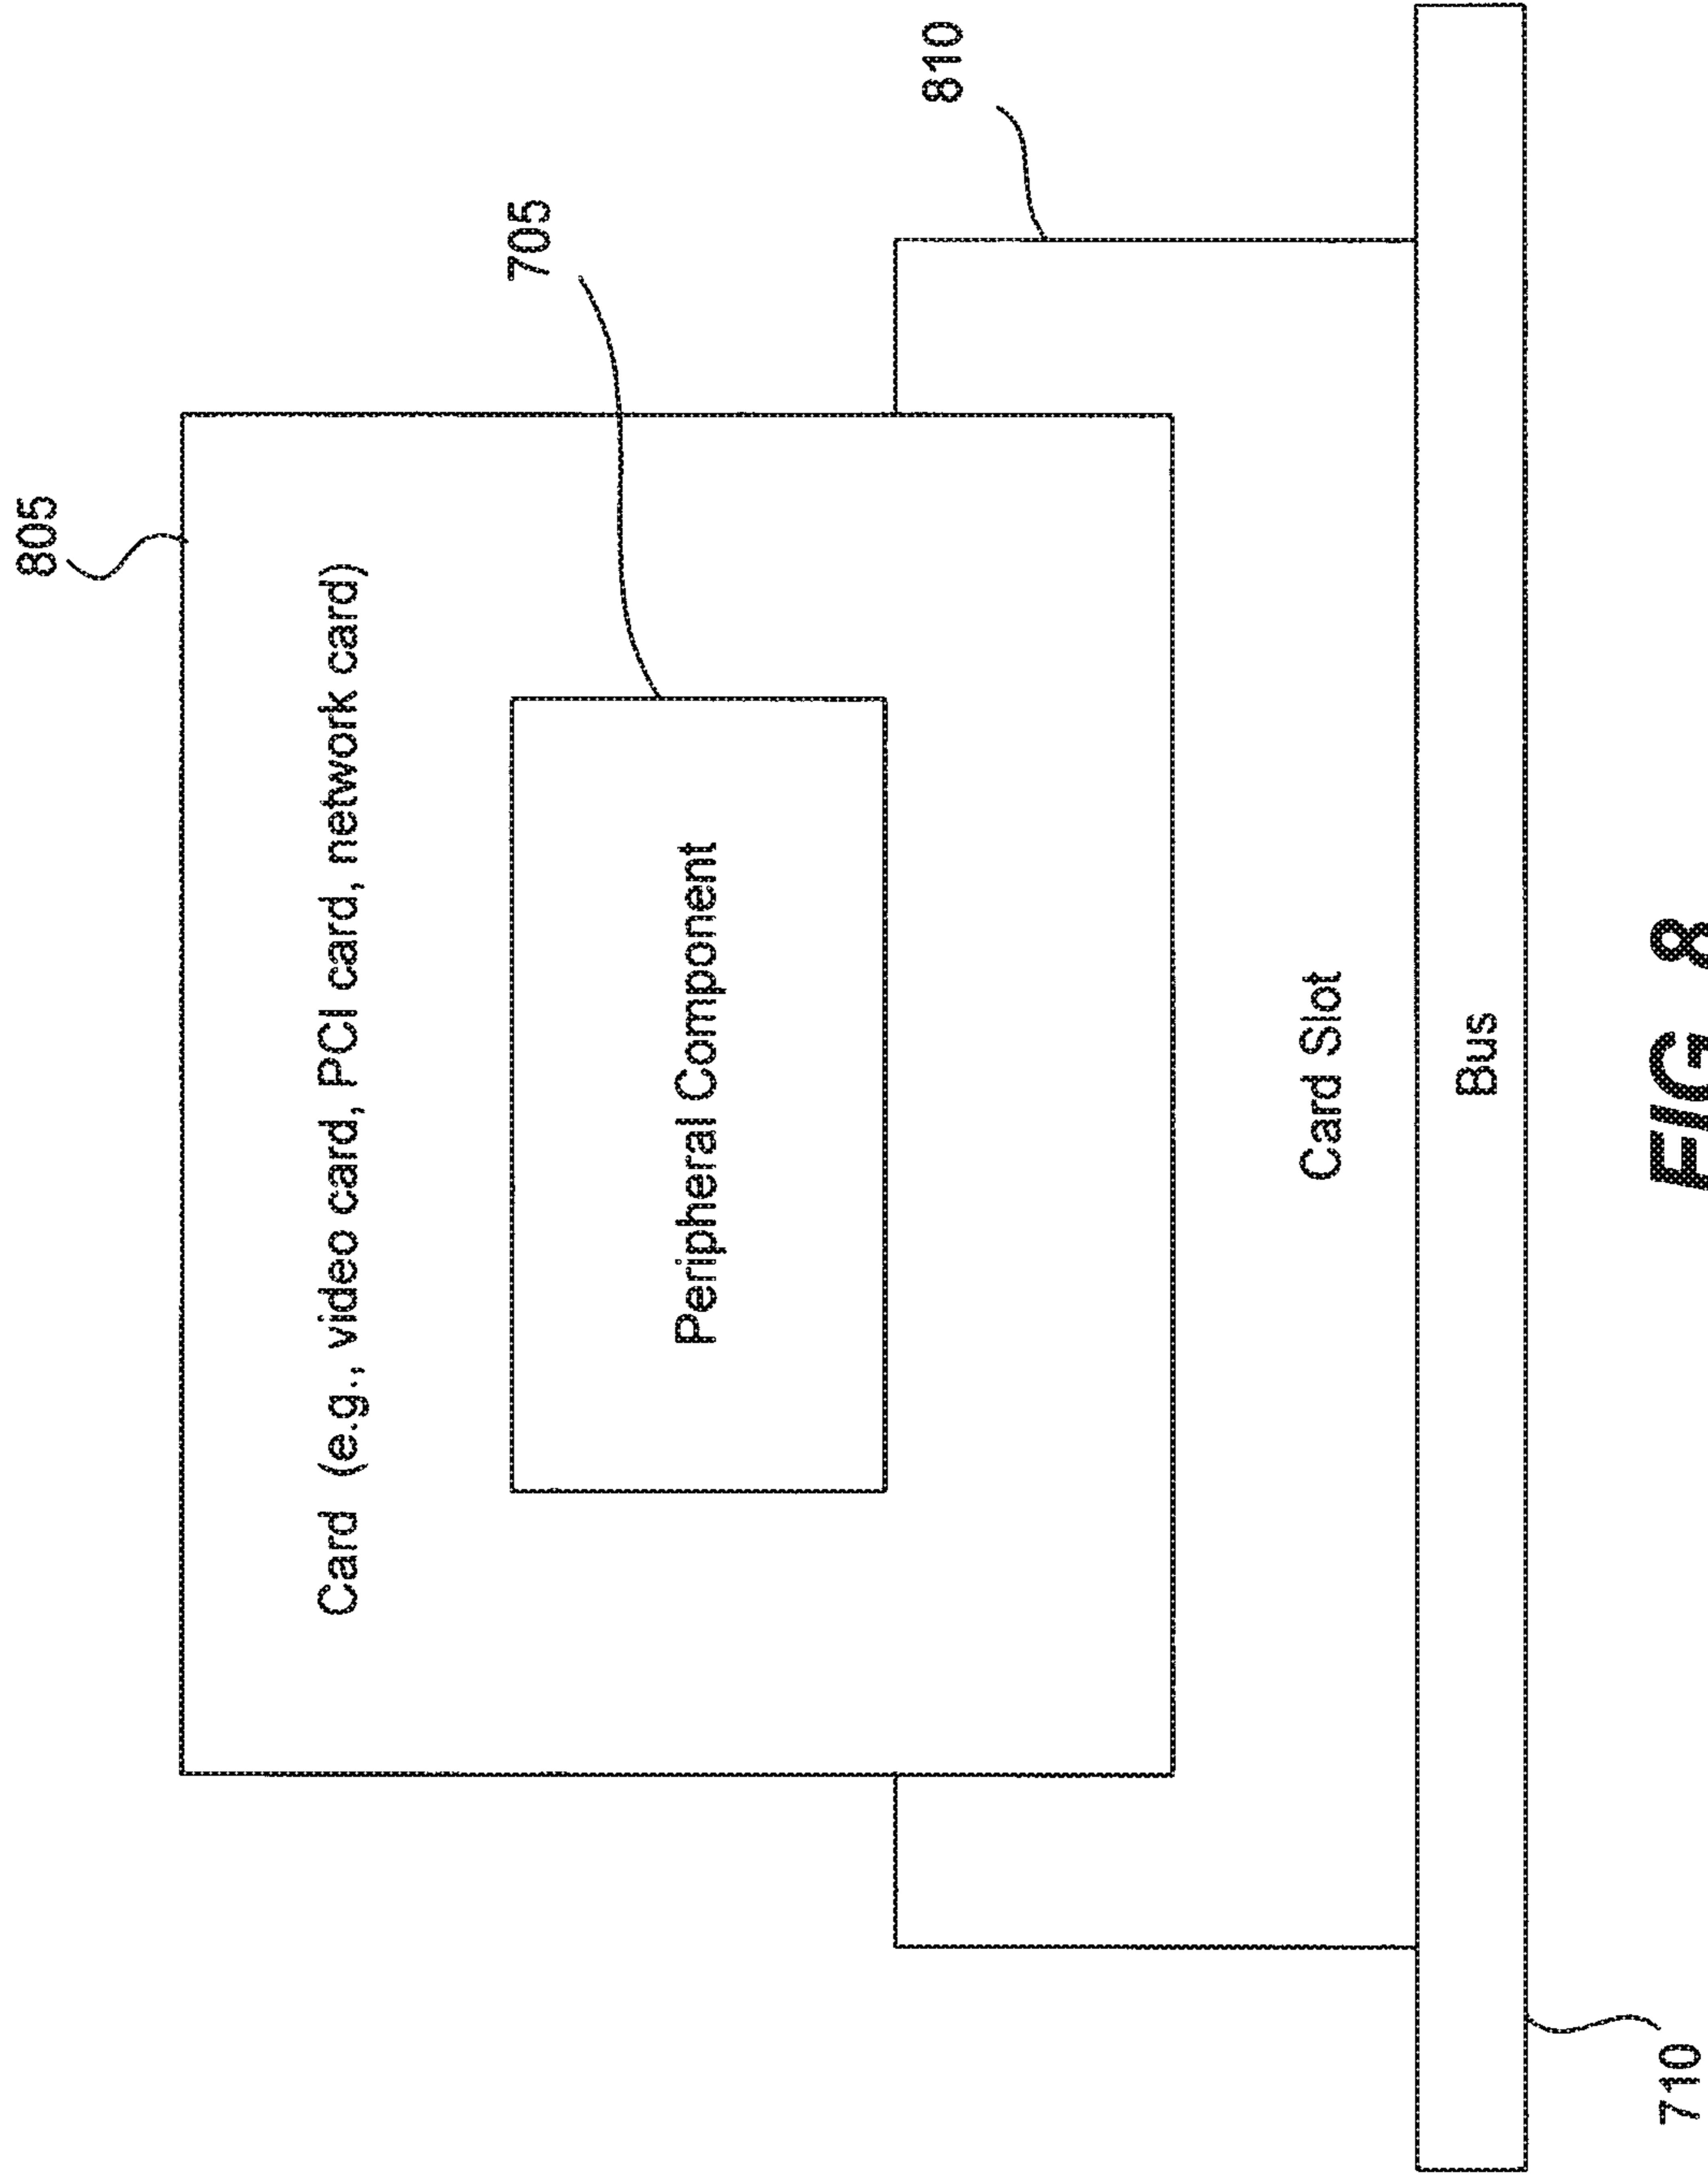 805
Card (e.g., video card, PCI card, network card)
705
Peripheral Component
810
Card Slot
Bus
710
FIG 8